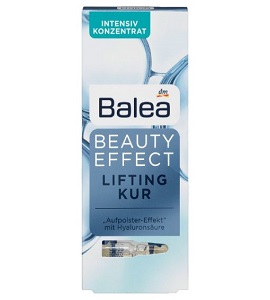 INTENSIV
KONZENTRAT
dm
Balea
BEAUTY
EFFECT
LIFTING
KUR
„Aufpolster-Effekt“
mit Hyaluronsäure